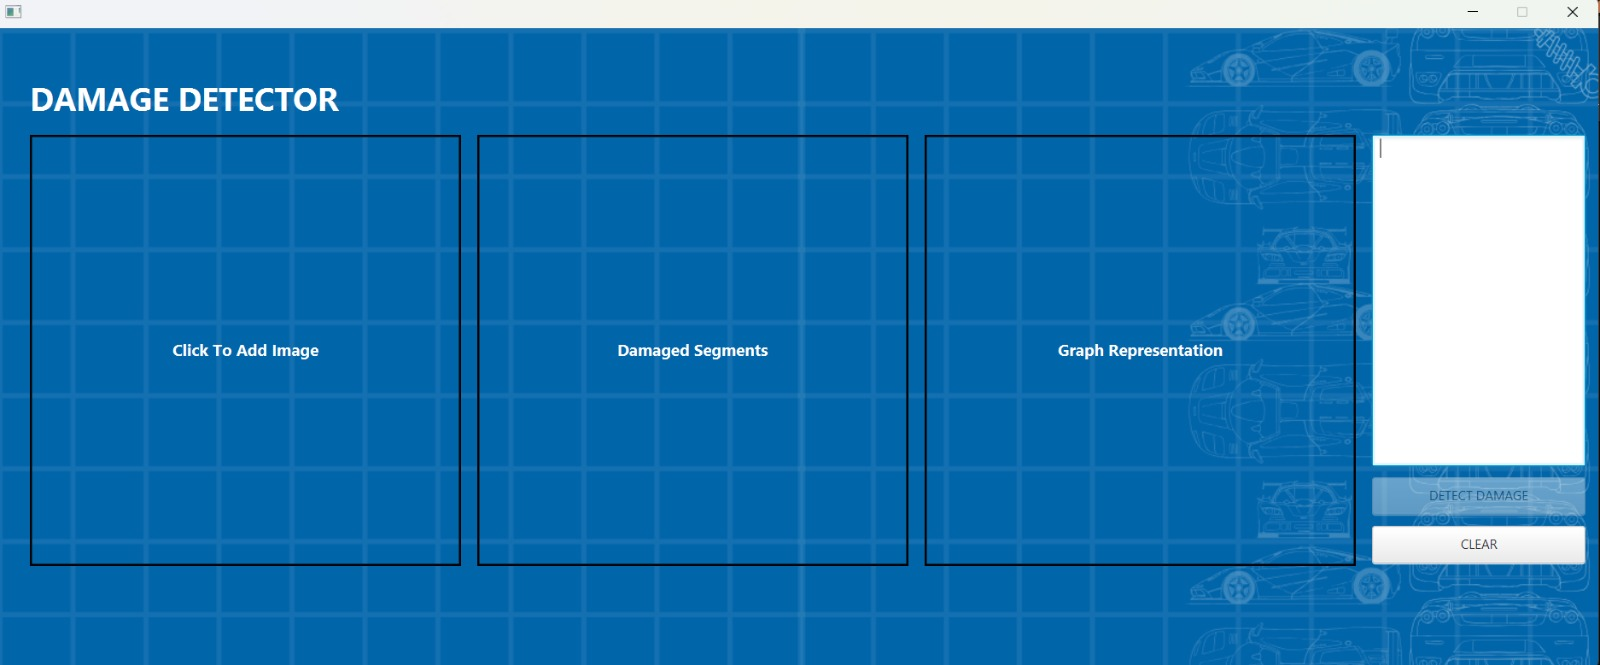 DAMAGE DETECTOR
Click To Add Image
Damaged Segments
Graph Representation
DETECT DAMAGE
CLEAR